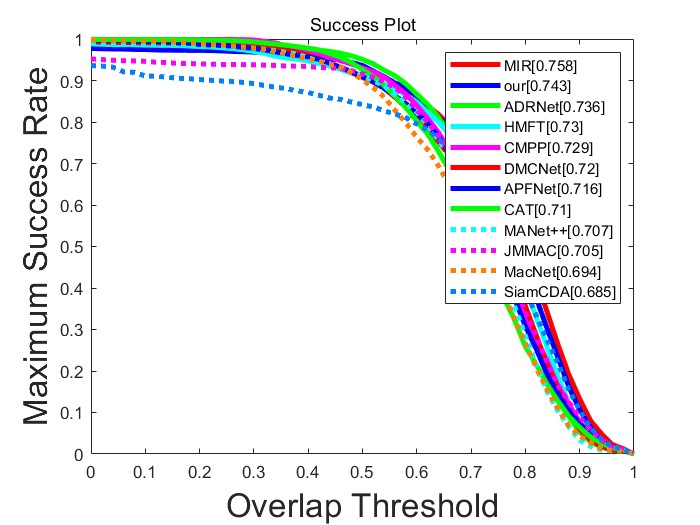 Success Plot
Maximum Success Rate
1
0.9
0.8
0.7
0.6
0.5
0.4
0.3
0.2
0.1
0
MIR[0.758]
our[0.743]
ADRNet[0.736]
HMFT[0.73]
CMPP[0.729]
DMCNet[0.72]
APFNet[0.716]
CAT[0.71]
MANet++[0.707]
JMMAC[0.705]
MacNet[0.694]
SiamCDA[0.685]
0 0.1 0.2 0.3 0.4 0.5 0.6 0.7 0.8 0.9 1
Overlap Threshold